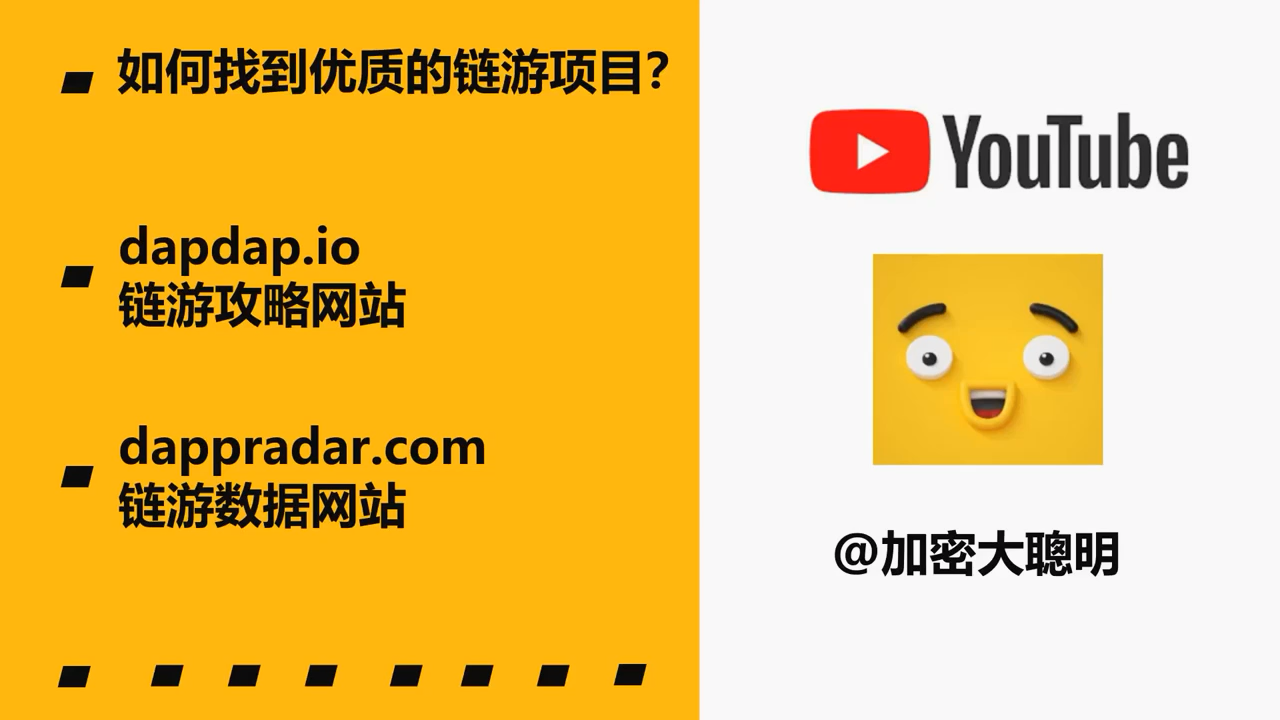 如何找到优质的链游项目?
dapdap.io
链游攻略网站
dappradar.com
链游数据网站
YouTube
@加密大聰明